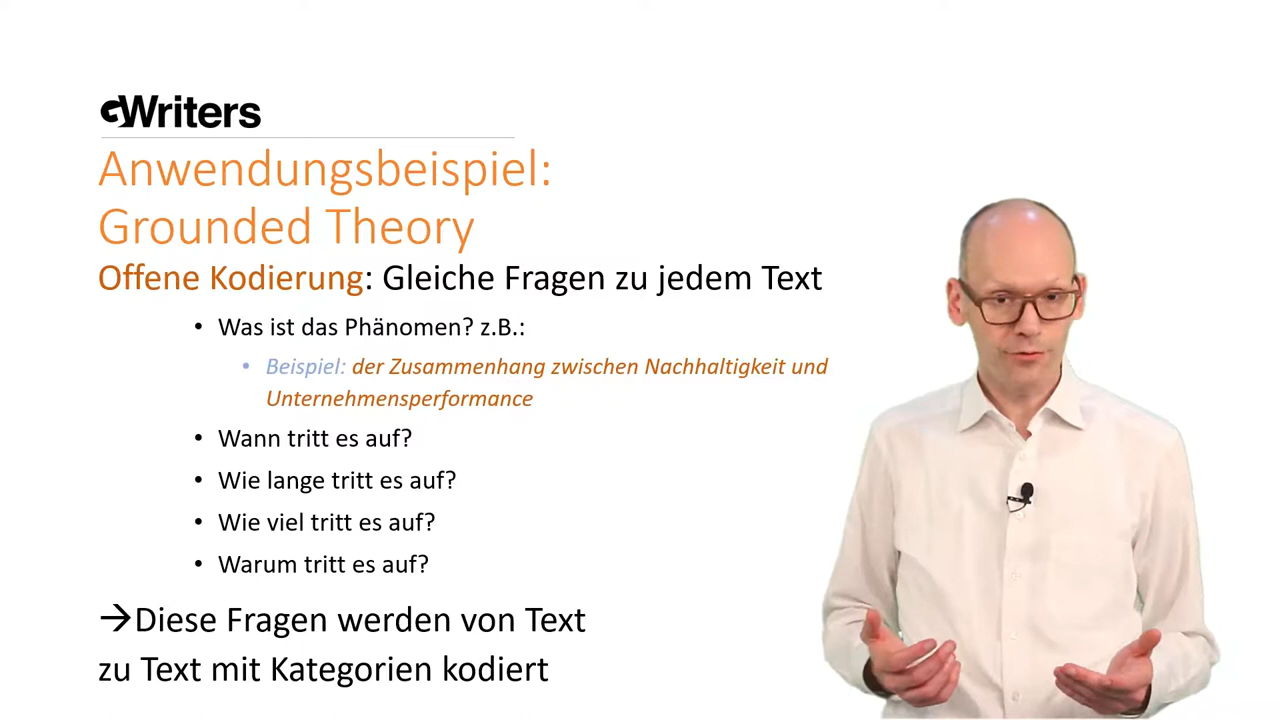 GWriters
Anwendungsbeispiel:
Grounded Theory
Offene Kodierung: Gleiche Fragen zu jedem Text
• Was ist das Phänomen? z.B.:
• Beispiel: der Zusammenhang zwischen Nachhaltigkeit und
Unternehmensperformance
• Wann tritt es auf?
• Wie lange tritt es auf?
• Wie viel tritt es auf?
• Warum tritt es auf?
→Diese Fragen werden von Text
zu Text mit Kategorien kodiert